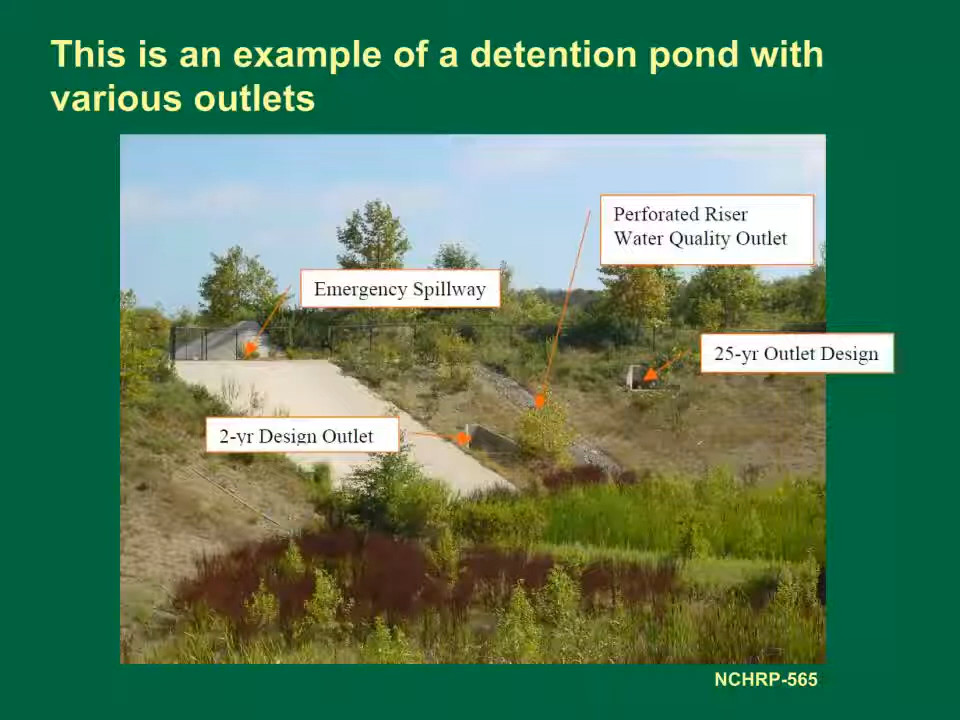 This is an example of a detention pond with
various outlets
Perforated Riser
Water Quality Outlet
Emergency Spillway
25-yr Outlet Design
2-yr Design Outlet
NCHRP-565